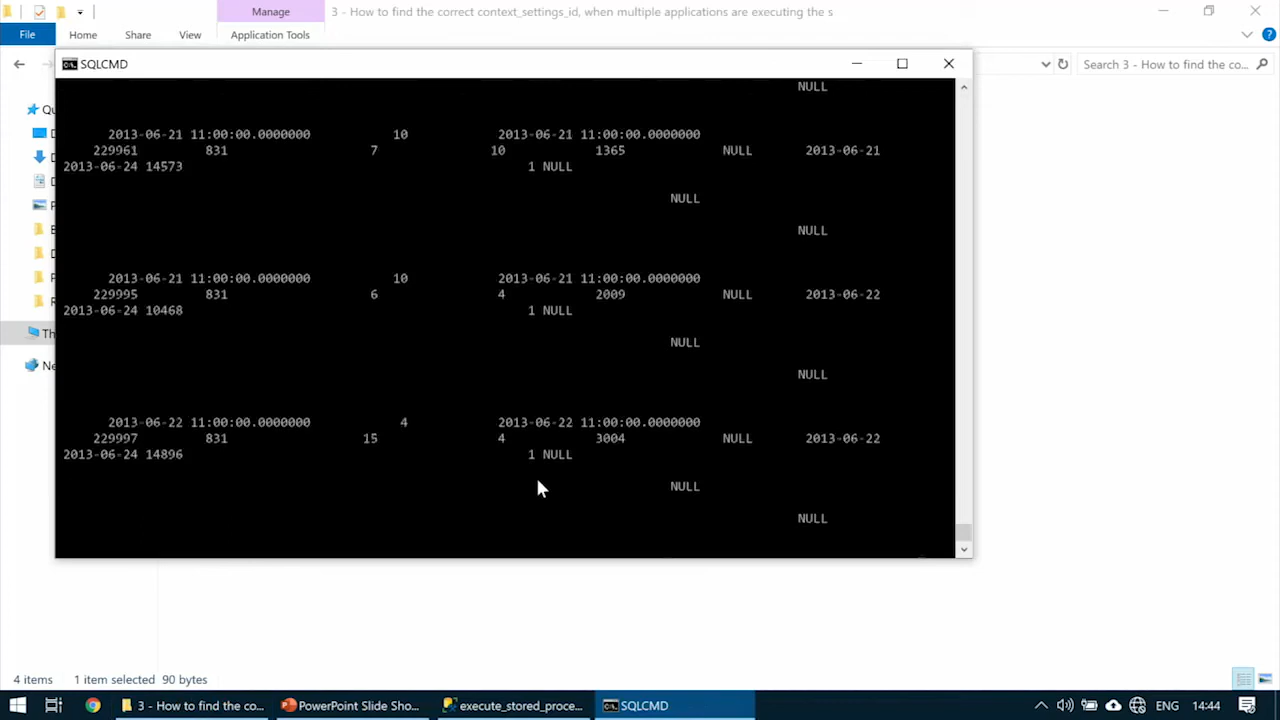 Manage
3 - How to find the correct context_settings_id, when multiple applications are executing the s
File
Home
Share
View
Application Tools
SQLCMD
Search 3 - How to find the co...
NULL
2013-06-21 11:00:00.0000000 10 2013-06-21 11:00:00.0000000
229961 831 7 10 1365 NULL 2013-06-21
2013-06-24 14573 1 NULL
NULL
NULL
2013-06-21 11:00:00.0000000 10 2013-06-21 11:00:00.0000000
229995 831 6 4 2009 NULL 2013-06-22
2013-06-24 10468 1 NULL
NULL
NULL
2013-06-22 11:00:00.0000000 4 2013-06-22 11:00:00.0000000
229997 831 15 4 3004 NULL 2013-06-22
2013-06-24 14896 1 NULL
NULL
NULL
Qu
Th
Ne
4 items 1 item selected 90 bytes
3 - How to find the co...
PowerPoint Slide Sho...
execute_stored_proce...
SQLCMD
ENG
14:44